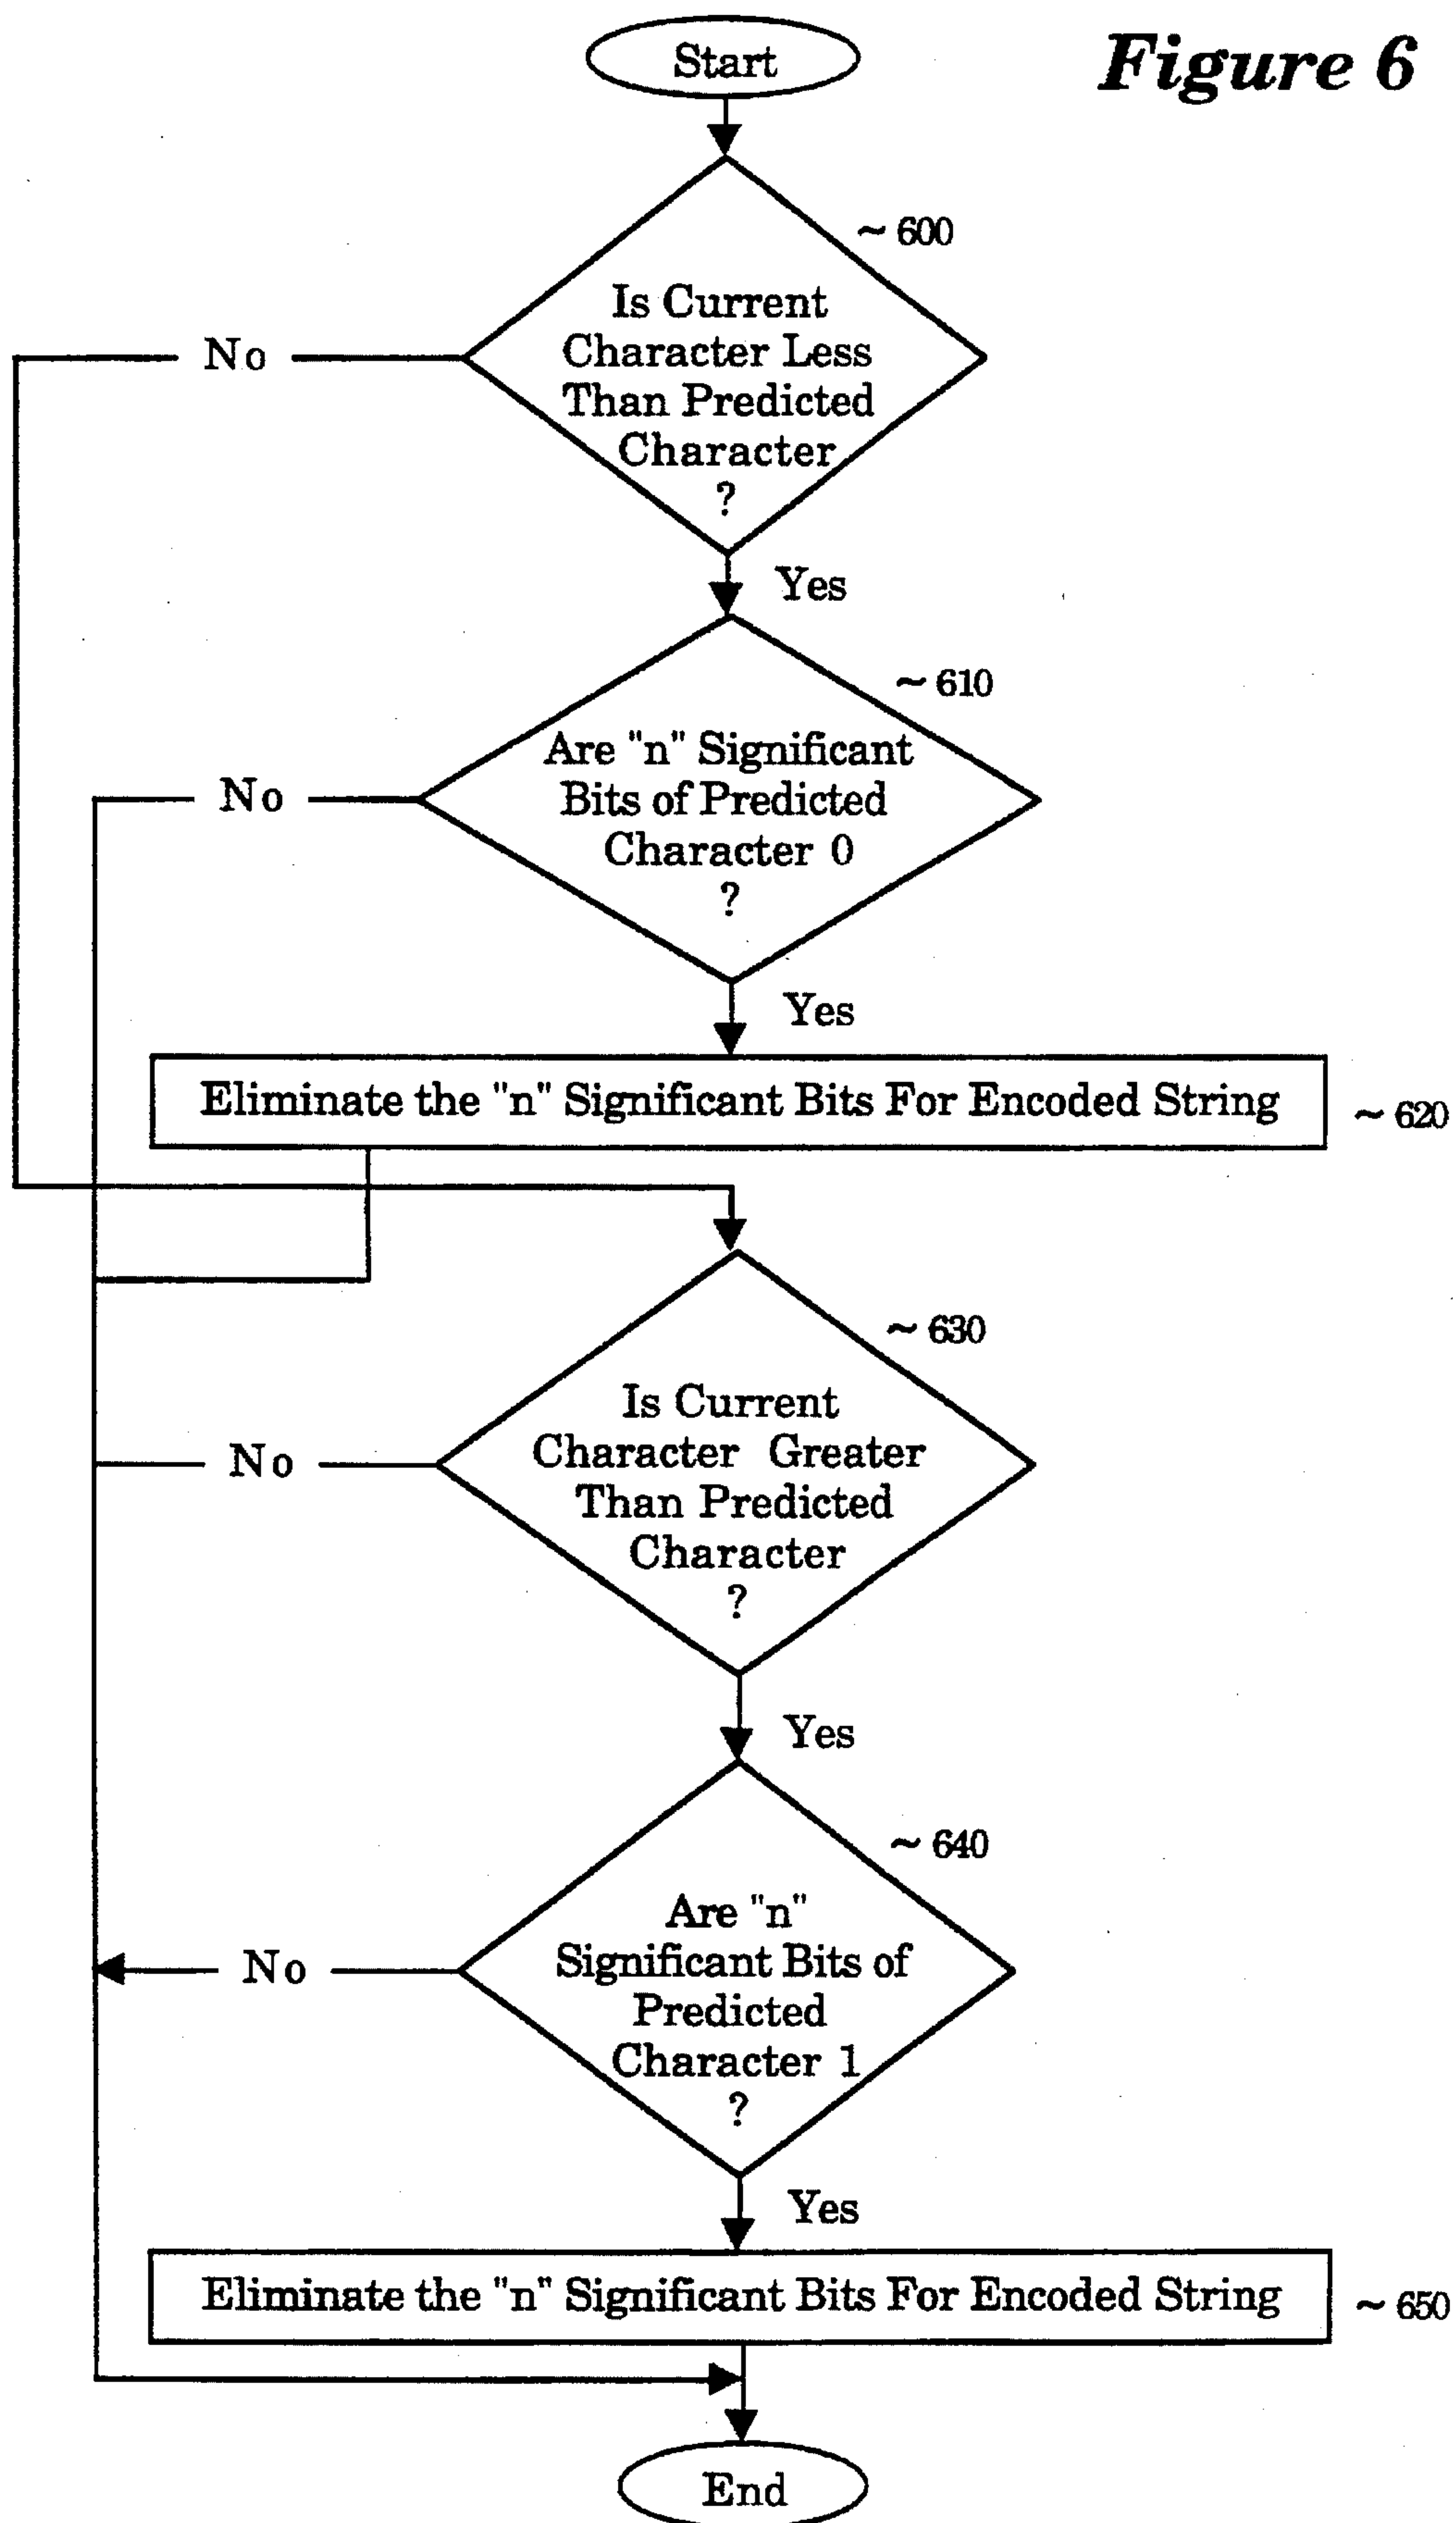 Figure 6
Start
~ 600
Is Current
Character Less
Than Predicted
Character
?
No
Yes
~ 610
Are "n" Significant
Bits of Predicted
Character 0
?
No
Yes
Eliminate the "n" Significant Bits For Encoded String
~ 620
~ 630
Is Current
Character Greater
Than Predicted
Character
?
No
Yes
~ 640
Are "n"
Significant Bits of
Predicted
Character 1
?
No
Yes
Eliminate the "n" Significant Bits For Encoded String
~ 650
End